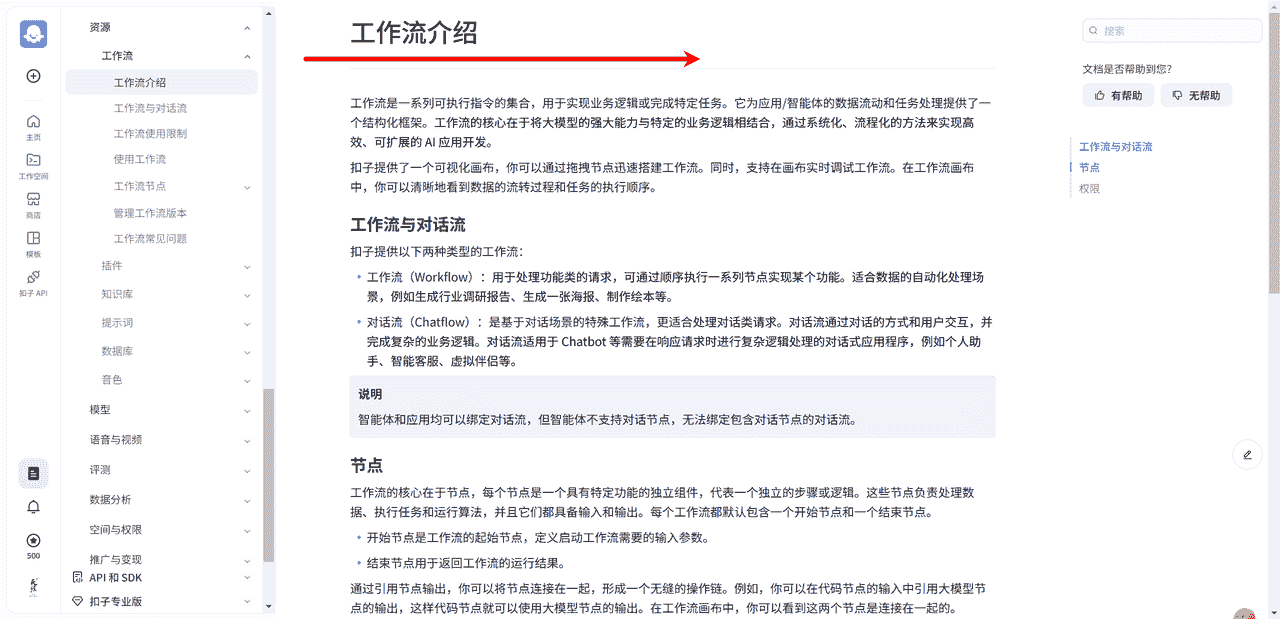 主页
工作空间
商店
模板
扣子 API
500
资源
工作流
工作流介绍
工作流与对话流
工作流使用限制
使用工作流
工作流节点
管理工作流版本
工作流常见问题
插件
知识库
提示词
数据库
音色
模型
语音与视频
评测
数据分析
空间与权限
推广与变现
API 和 SDK
扣子专业版
工作流介绍
工作流是一系列可执行指令的集合，用于实现业务逻辑或完成特定任务。它为应用/智能体的数据流动和任务处理提供了一
个结构化框架。工作流的核心在于将大模型的强大能力与特定的业务逻辑相结合，通过系统化、流程化的方法来实现高
效、可扩展的 AI 应用开发。
扣子提供了一个可视化画布，你可以通过拖拽节点迅速搭建工作流。同时，支持在画布实时调试工作流。在工作流画布
中，你可以清晰地看到数据的流转过程和任务的执行顺序。
工作流与对话流
扣子提供以下两种类型的工作流：
• 工作流（Workflow）：用于处理功能类的请求，可通过顺序执行一系列节点实现某个功能。适合数据的自动化处理场
景，例如生成行业调研报告、生成一张海报、制作绘本等。
• 对话流（Chatflow）：是基于对话场景的特殊工作流，更适合处理对话类请求。对话流通过对话的方式和用户交互，并
完成复杂的业务逻辑。对话流适用于 Chatbot 等需要在响应请求时进行复杂逻辑处理的对话式应用程序，例如个人助
手、智能客服、虚拟伴侣等。
说明
智能体和应用均可以绑定对话流，但智能体不支持对话节点，无法绑定包含对话节点的对话流。
节点
工作流的核心在于节点，每个节点是一个具有特定功能的独立组件，代表一个独立的步骤或逻辑。这些节点负责处理数
据、执行任务和运行算法，并且它们都具备输入和输出。每个工作流都默认包含一个开始节点和一个结束节点。
• 开始节点是工作流的起始节点，定义启动工作流需要的输入参数。
• 结束节点用于返回工作流的运行结果。
通过引用节点输出，你可以将节点连接在一起，形成一个无缝的操作链。例如，你可以在代码节点的输入中引用大模型节
点的输出，这样代码节点就可以使用大模型节点的输出。在工作流画布中，你可以看到这两个节点是连接在一起的。
搜索
文档是否帮助到您？
有帮助
无帮助
工作流与对话流
节点
权限